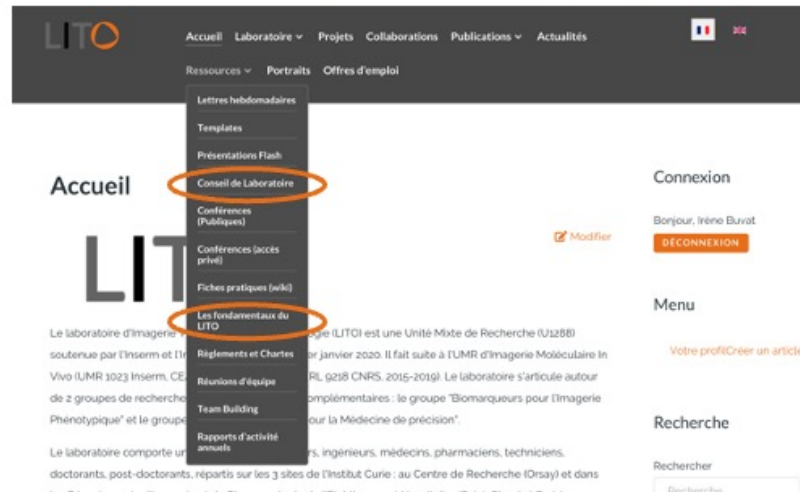 LITO
Accueil Laboratoire Projets Collaborations Publications Actualités
Ressources Portraits Offres d'emploi
Lettres hebdomadaires
Templates
Présentations Flash
Conseil de Laboratoire
Conférences
(Publiques)
Conférences (accès
privé)
Fiches pratiques (wiki)
Les fondamentaux du
LITO
Règlements et Chartes
Réunions d'équipe
Team Building
Rapports d'activité
annuels
Accueil
LIT
Modifier
Le laboratoire d'Imagerie gie (LITO) est une Unité Mixte de Recherche (U1288)
soutenue par l'Inserm et l'I er janvier 2020. Il fait suite à l'UMR d'Imagerie Moléculaire In
Vivo (UMR 1023 Inserm, CE RL 9218 CNRS, 2015-2019). Le laboratoire s'articule autour
de 2 groupes de recherche omplémentaires : le groupe "Biomarqueurs pour l'Imagerie
Phénotypique" et le groupe our la Médecine de précision".
Le laboratoire comporte un rs, ingénieurs, médecins, pharmaciens, techniciens,
doctorants, post-doctorants, répartis sur les 3 sites de l'Institut Curie : au Centre de Recherche (Orsay) et dans
Connexion
Bonjour, Irène Buvat
DÉCONNEXION
Menu
Votre profilCréer un article
Recherche
Rechercher
Recherche